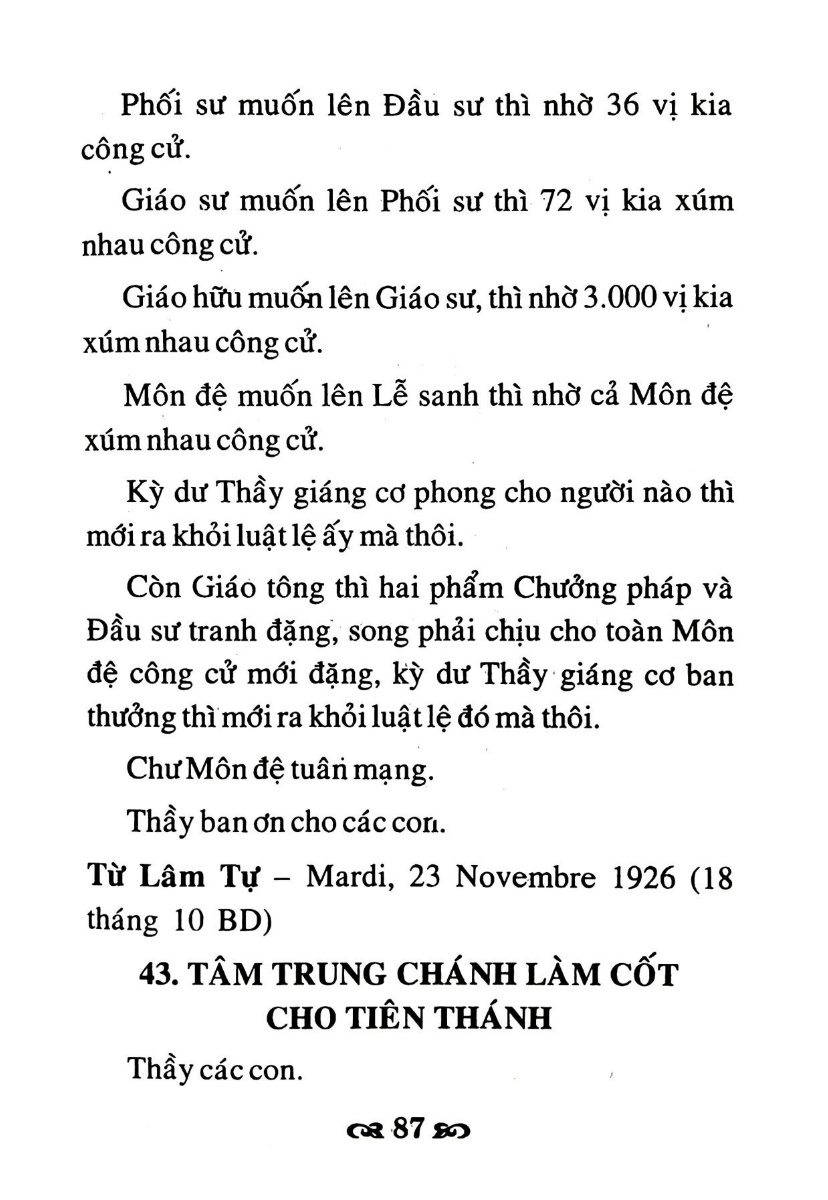 Phối sư muốn lên Đầu sư thì nhờ 36 vị kia
công cử.
Giáo sư muốn lên Phối sư thì 72 vị kia xúm
nhau công cử.
Giáo hữu muốn lên Giáo sư, thì nhờ 3.000 vị kia
xúm nhau công cử.
Môn đệ muốn lên Lễ sanh thì nhờ cả Môn đệ
xúm nhau công cử.
Kỳ dư Thầy giáng cơ phong cho người nào thì
mới ra khỏi luật lệ ấy mà thôi.
Còn Giáo tông thì hai phẩm Chưởng pháp và
Đầu sư tranh đặng, song phải chịu cho toàn Môn
đệ công cử mới đặng, kỳ dư Thầy giáng cơ ban
thưởng thì mới ra khỏi luật lệ đó mà thôi.
Chư Môn đệ tuân mạng.
Thầy ban ơn cho các con.
Từ Lâm Tự – Mardi, 23 Novembre 1926 (18
tháng 10 BD)
43. TÂM TRUNG CHÁNH LÀM CỐT
CHO TIÊN THÁNH
Thầy các con.
87